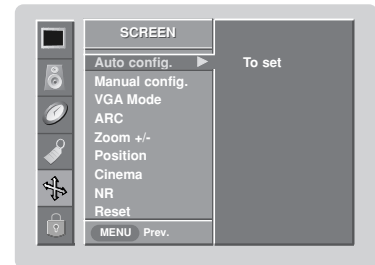 SCREEN
Auto config. ▶ To set
Manual config.
VGA Mode
ARC
Zoom +/-
Position
Cinema
NR
Reset
MENU Prev.